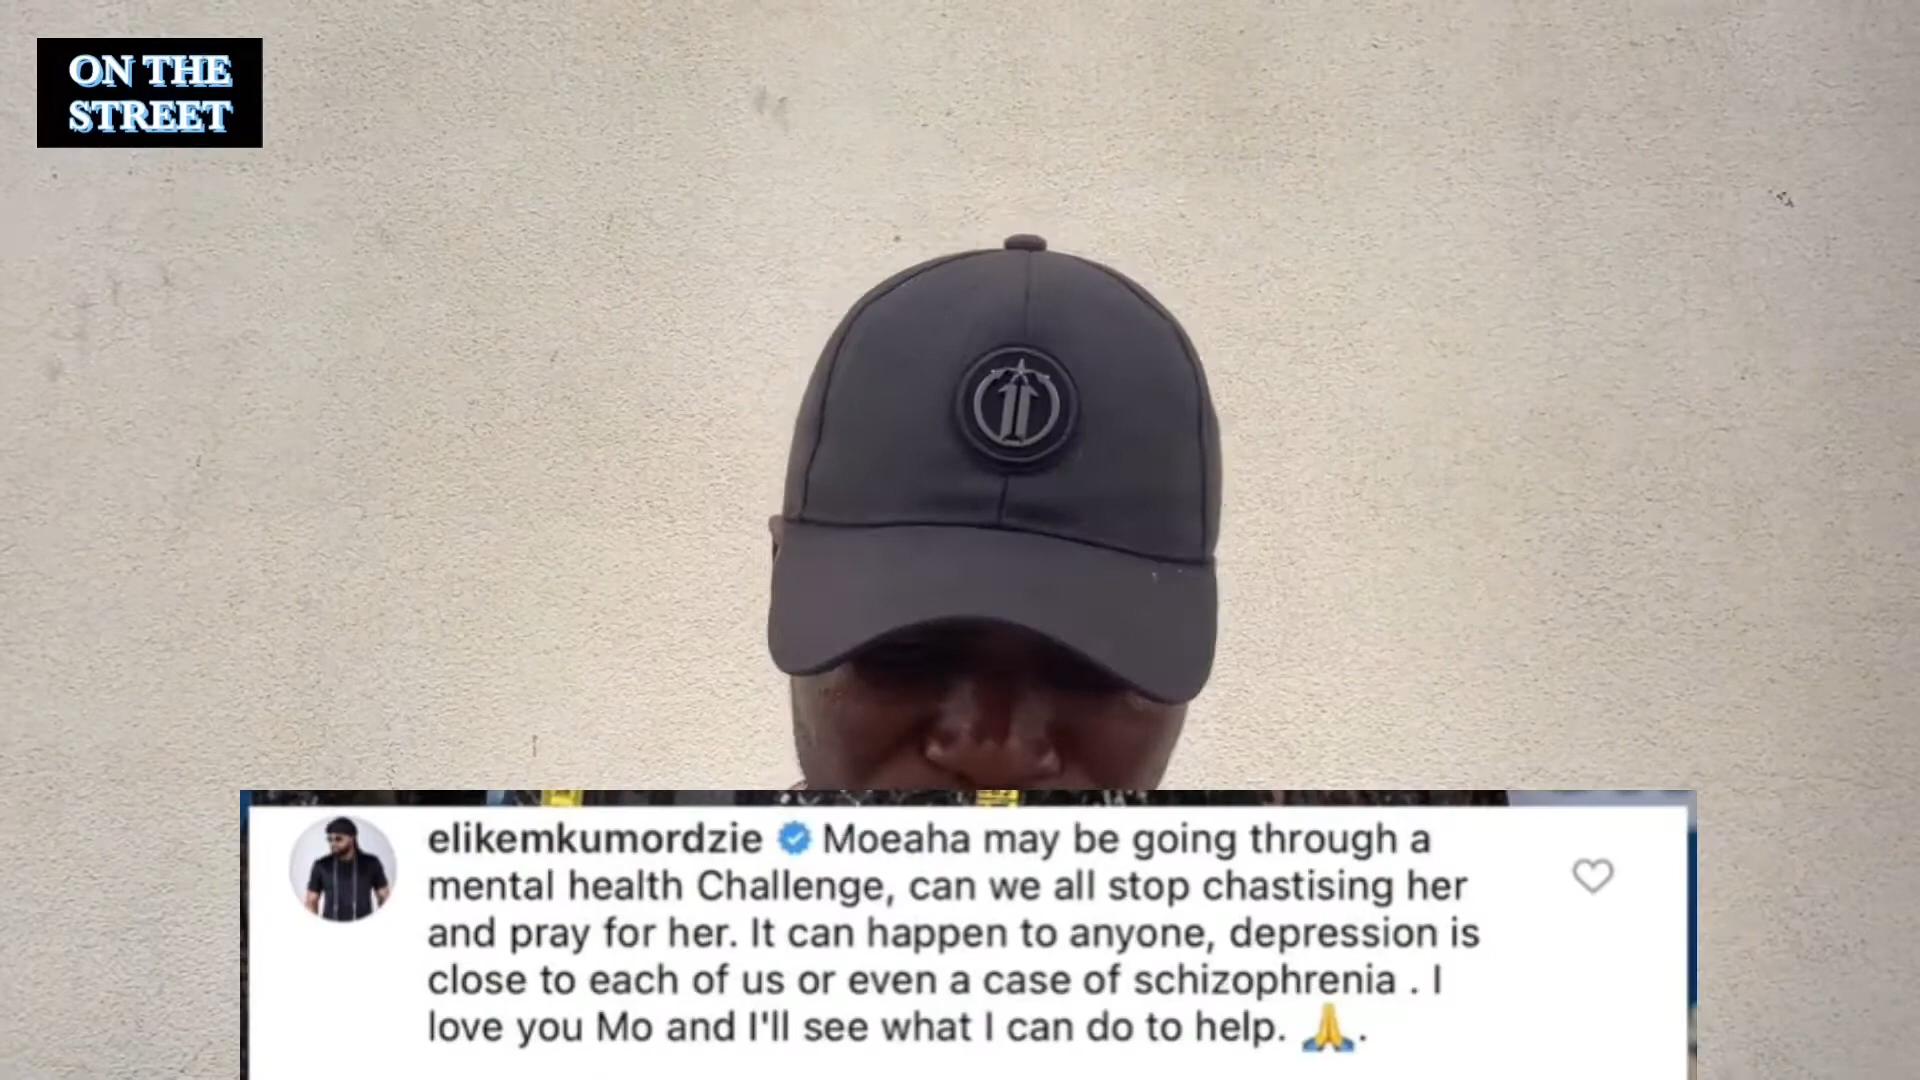 ON THE
STREET
elikemkumordzie Moeaha may be going through a
mental health Challenge, can we all stop chastising her
and pray for her. It can happen to anyone, depression is
close to each of us or even a case of schizophrenia . I
love you Mo and I'll see what I can do to help. 🙏.